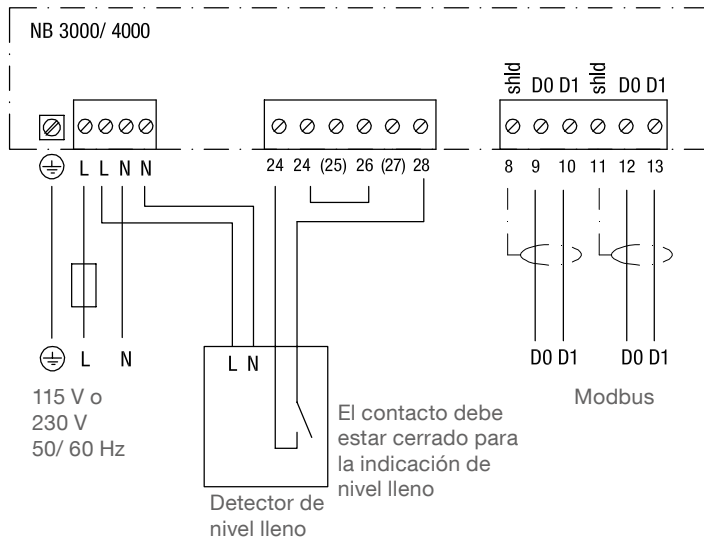 NB 3000/ 4000
shld D0 D1 shld D0 D1
L L N N
24 24 (25) 26 (27) 28
8 9 10 11 12 13
L N
L N
D0 D1 D0 D1
115 V o
230 V
50/ 60 Hz
El contacto debe
estar cerrado para
la indicación de
nivel lleno
Modbus
Detector de
nivel lleno